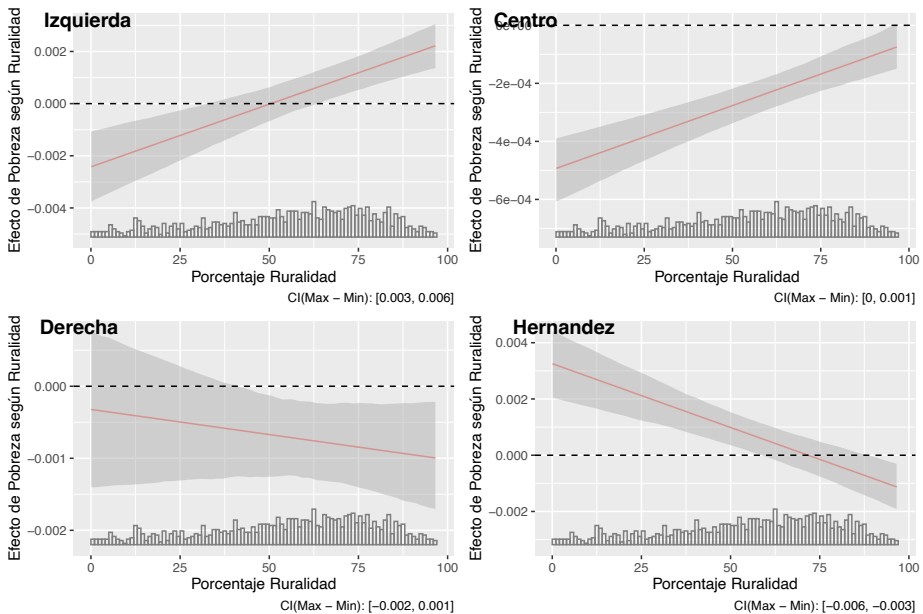 Izquierda
Efecto de Pobreza según Ruralidad
0.002
0.000
−0.002
−0.004
0
25
50
75
100
Porcentaje Ruralidad
CI(Max − Min): [0.003, 0.006]
Centro
Efecto de Pobreza según Ruralidad
0e+00
−2e−04
−4e−04
−6e−04
0
25
50
75
100
Porcentaje Ruralidad
CI(Max − Min): [0, 0.001]
Derecha
Efecto de Pobreza según Ruralidad
0.000
−0.001
−0.002
0
25
50
75
100
Porcentaje Ruralidad
CI(Max − Min): [−0.002, 0.001]
Hernandez
Efecto de Pobreza según Ruralidad
0.004
0.002
0.000
−0.002
0
25
50
75
100
Porcentaje Ruralidad
CI(Max − Min): [−0.006, −0.003]